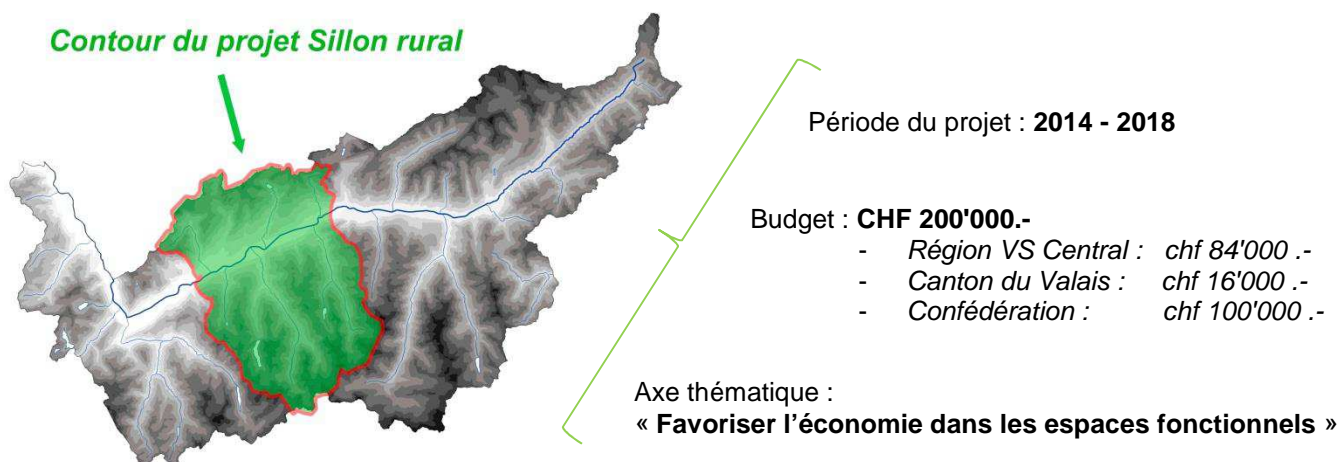 Contour du projet Sillon rural
Période du projet : 2014 - 2018
Budget : CHF 200'000.-
- Région VS Central : chf 84'000 .-
- Canton du Valais : chf 16'000 .-
- Confédération : chf 100'000 .-
Axe thématique :
« Favoriser l'économie dans les espaces fonctionnels »